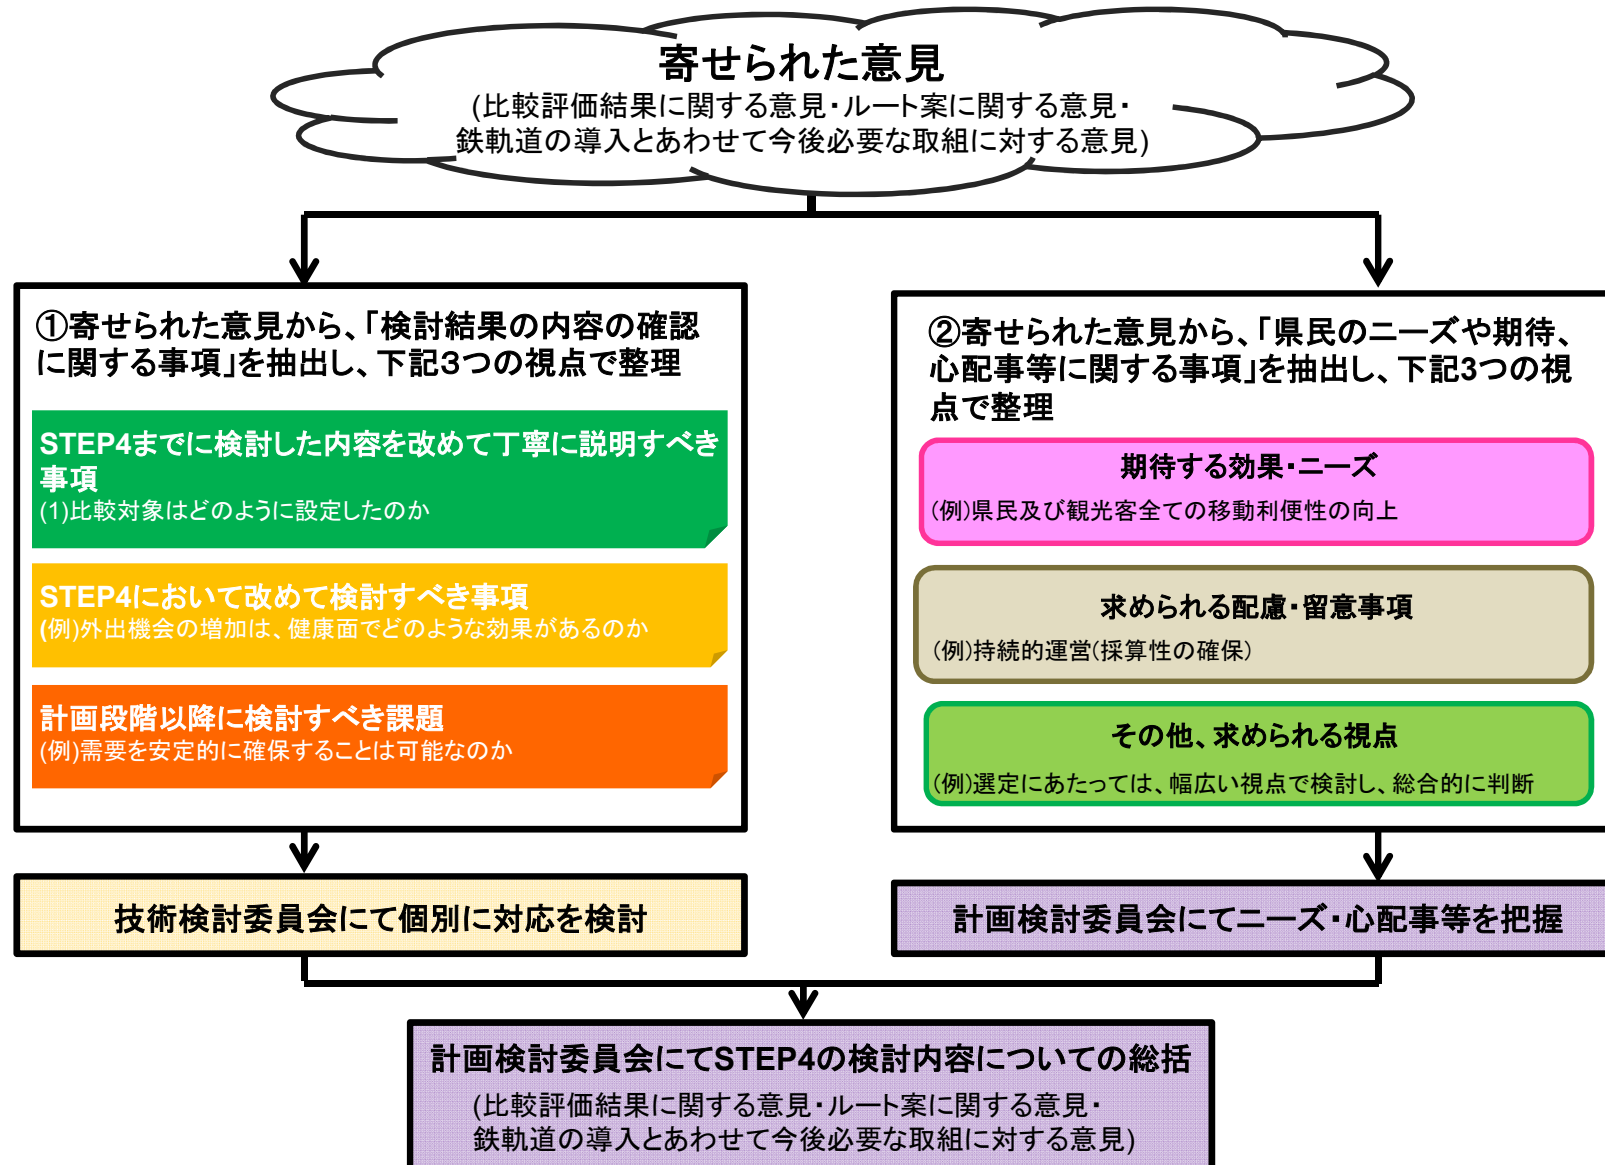 寄せられた意見
(比較評価結果に関する意見・ルート案に関する意見・
鉄軌道の導入とあわせて今後必要な取組に対する意見)
①寄せられた意見から、「検討結果の内容の確認
に関する事項」を抽出し、下記3つの視点で整理
STEP4までに検討した内容を改めて丁寧に説明すべき
事項
(1)比較対象はどのように設定したのか
STEP4において改めて検討すべき事項
(例)外出機会の増加は、健康面でどのような効果があるのか
計画段階以降に検討すべき課題
(例)需要を安定的に確保することは可能なのか
技術検討委員会にて個別に対応を検討
②寄せられた意見から、「県民のニーズや期待、
心配事等に関する事項」を抽出し、下記3つの視
点で整理
期待する効果・ニーズ
(例)県民及び観光客全ての移動利便性の向上
求められる配慮・留意事項
(例)持続的運営(採算性の確保)
その他、求められる視点
(例)選定にあたっては、幅広い視点で検討し、総合的に判断
計画検討委員会にてニーズ・心配事等を把握
計画検討委員会にてSTEP4の検討内容についての総括
(比較評価結果に関する意見・ルート案に関する意見・
鉄軌道の導入とあわせて今後必要な取組に対する意見)